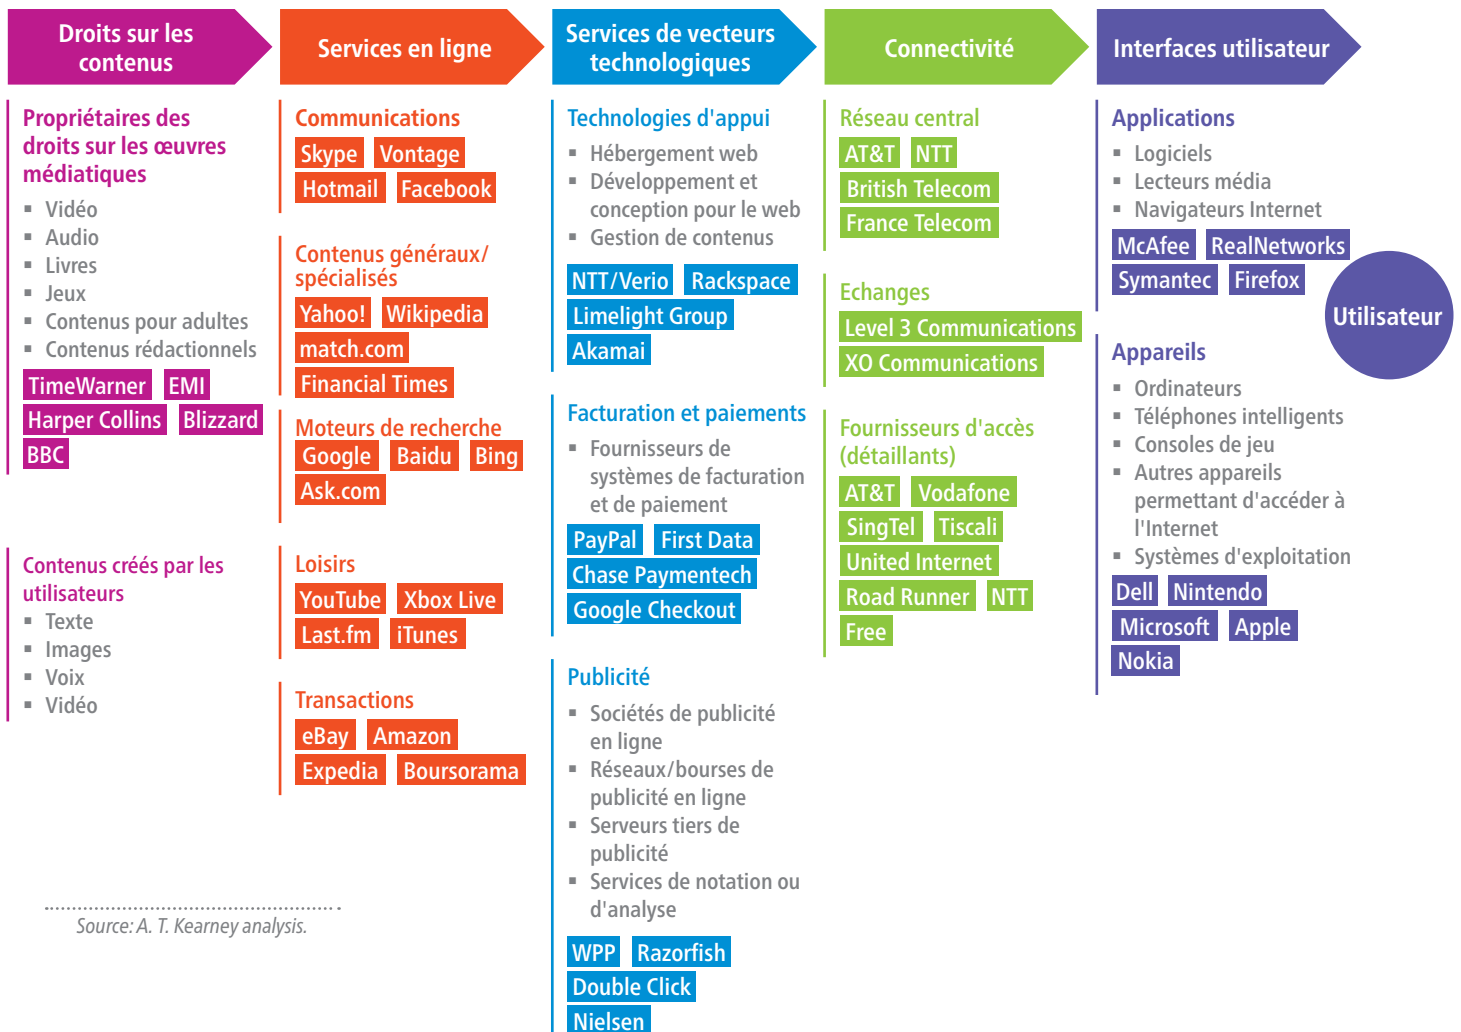 Droits sur les
contenus
Propriétaires des
droits sur les œuvres
médiatiques
▪ Vidéo
▪ Audio
▪ Livres
▪ Jeux
▪ Contenus pour adultes
▪ Contenus rédactionnels
TimeWarner EMI
Harper Collins Blizzard
BBC
Contenus créés par les
utilisateurs
▪ Texte
▪ Images
▪ Voix
▪ Vidéo
Services en ligne
Communications
Skype Vontage
Hotmail Facebook
Contenus généraux/
spécialisés
Yahoo! Wikipedia
match.com
Financial Times
Moteurs de recherche
Google Baidu Bing
Ask.com
Loisirs
YouTube Xbox Live
Last.fm iTunes
Transactions
eBay Amazon
Expedia Boursorama
Services de vecteurs
technologiques
Technologies d'appui
▪ Hébergement web
▪ Développement et
conception pour le web
▪ Gestion de contenus
NTT/Verio Rackspace
Limelight Group
Akamai
Facturation et paiements
▪ Fournisseurs de
systèmes de facturation
et de paiement
PayPal First Data
Chase Paymentech
Google Checkout
Publicité
▪ Sociétés de publicité
en ligne
▪ Réseaux/bourses de
publicité en ligne
▪ Serveurs tiers de
publicité
▪ Services de notation ou
d'analyse
WPP Razorfish
Double Click
Nielsen
Connectivité
Réseau central
AT&T NTT
British Telecom
France Telecom
Echanges
Level 3 Communications
XO Communications
Fournisseurs d'accès
(détaillants)
AT&T Vodafone
SingTel Tiscali
United Internet
Road Runner NTT
Free
Interfaces utilisateur
Applications
▪ Logiciels
▪ Lecteurs média
▪ Navigateurs Internet
McAfee RealNetworks
Symantec Firefox
Appareils
▪ Ordinateurs
▪ Téléphones intelligents
▪ Consoles de jeu
▪ Autres appareils
permettant d'accéder à
l'Internet
▪ Systèmes d'exploitation
Dell Nintendo
Microsoft Apple
Nokia
Utilisateur
Source: A. T. Kearney analysis.